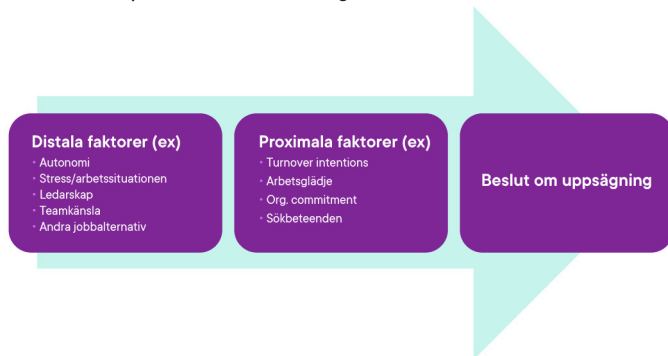 Distala faktorer (ex)
• Autonomi
• Stress/arbetssituationen
• Ledarskap
• Teamkänsla
• Andra jobbalternativ
Proximala faktorer (ex)
• Turnover intentions
• Arbetsglädje
• Org. commitment
• Sökbeteenden
Beslut om uppsägning